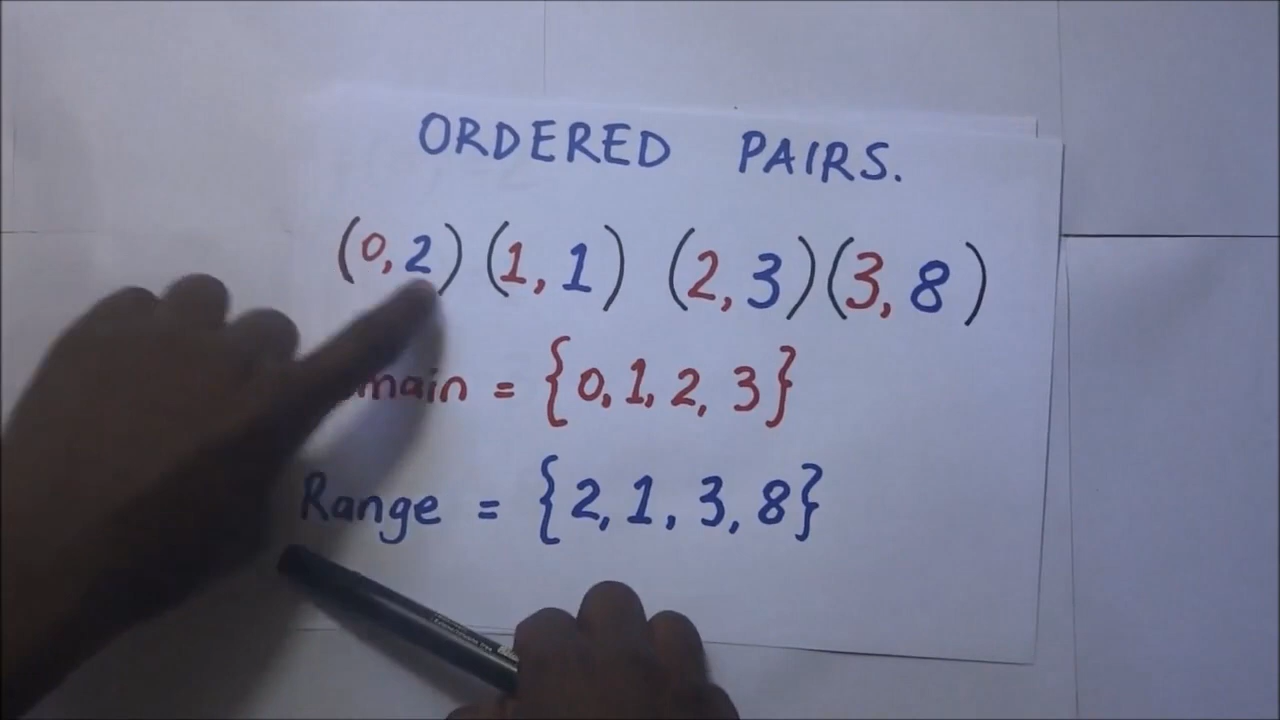 ORDERED PAIRS.
(0, 2) (1, 1) (2, 3) (3, 8)
= {0, 1, 2, 3}
Range = {2, 1, 3, 8}